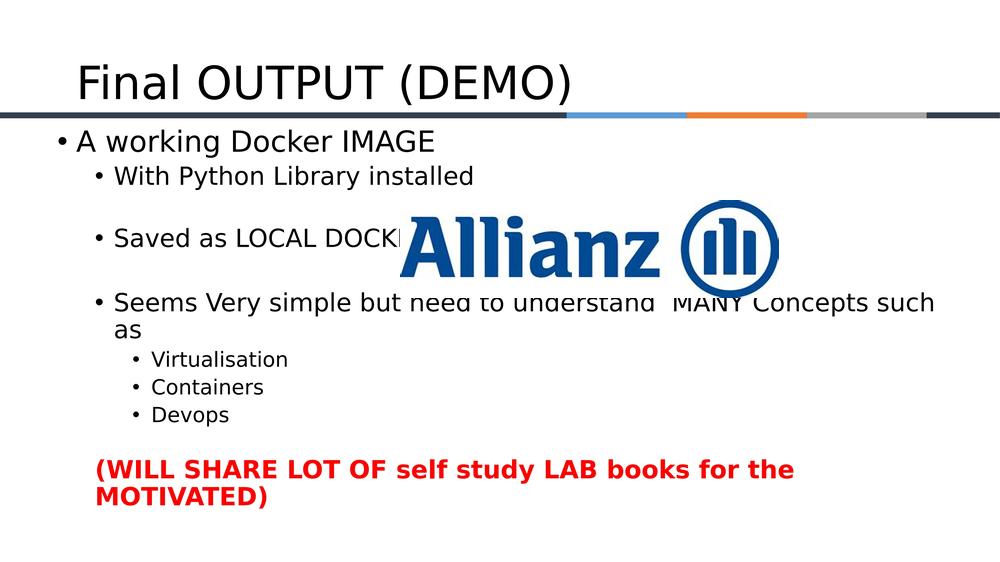 Final OUTPUT (DEMO)
• A working Docker IMAGE
• With Python Library installed
• Saved as LOCAL
Allianz
• Seems Very simple but need to understand  MANY Concepts such
as
• Virtualisation
• Containers
• Devops
(WILL SHARE LOT OF self study LAB books for the
MOTIVATED)